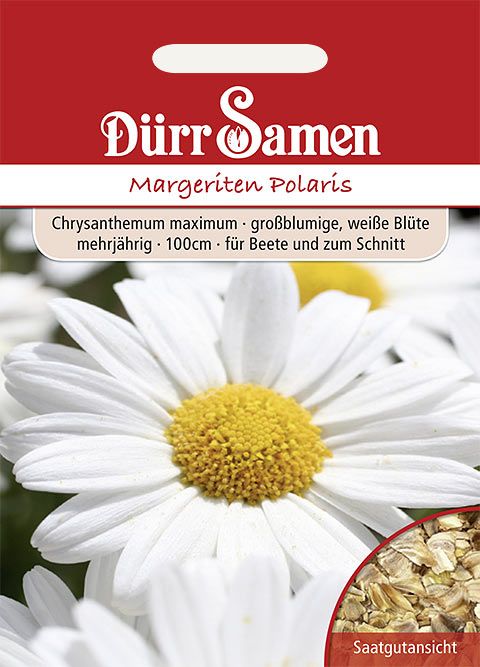 Dürr Samen
Margeriten Polaris
Chrysanthemum maximum · großblumige, weiße Blüte
mehrjährig · 100cm · für Beete und zum Schnitt
Saatgutansicht